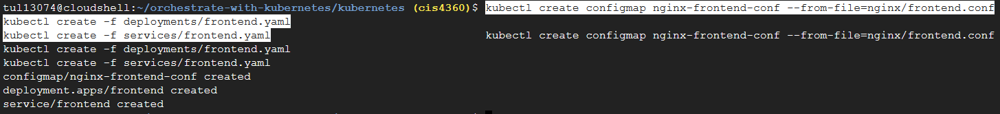 tul13074@cloudshell:~/orchestrate-with-kubernetes/kubernetes (cis4360)$ kubectl create configmap nginx-frontend-conf --from-file=nginx/frontend.conf
kubectl create -f deployments/frontend.yaml
kubectl create -f services/frontend.yaml kubectl create configmap nginx-frontend-conf --from-file=nginx/frontend.conf
kubectl create -f deployments/frontend.yaml
kubectl create -f services/frontend.yaml
configmap/nginx-frontend-conf created
deployment.apps/frontend created
service/frontend created